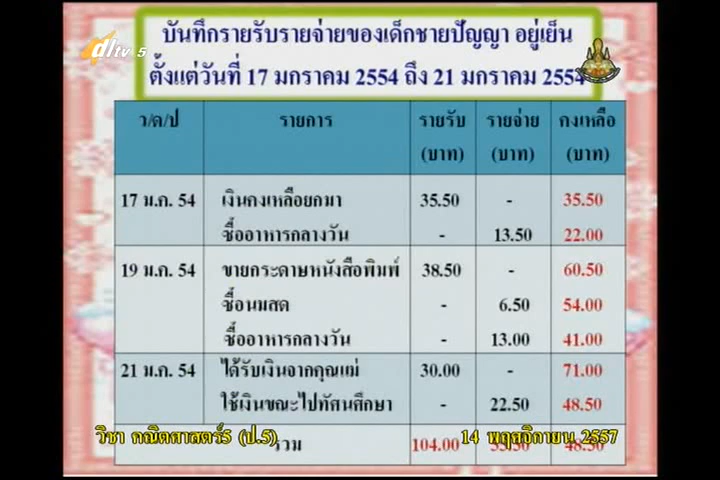 dltv 5
บันทึกรายรับรายจ่ายของเด็กชายปัญญา อยู่เย็น
ตั้งแต่วันที่ 17 มกราคม 2554 ถึง 21 มกราคม 2554
ว/ด/ป รายการ รายรับ (บาท) รายจ่าย (บาท) คงเหลือ (บาท)
17 ม.ค. 54 เงินคงเหลือยกมา 35.50 - 35.50
ซื้ออาหารกลางวัน - 13.50 22.00
19 ม.ค. 54 ขายกระดาษหนังสือพิมพ์ 38.50 - 60.50
ซื้อนมสด - 6.50 54.00
ซื้ออาหารกลางวัน - 13.00 41.00
21 ม.ค. 54 ได้รับเงินจากคุณแม่ 30.00 - 71.00
ใช้เงินขณะไปทัศนศึกษา - 22.50 48.50
รวม 104.00 55.50 48.50
วิชา คณิตศาสตร์5 (ป.5) 14 พฤศจิกายน 2557